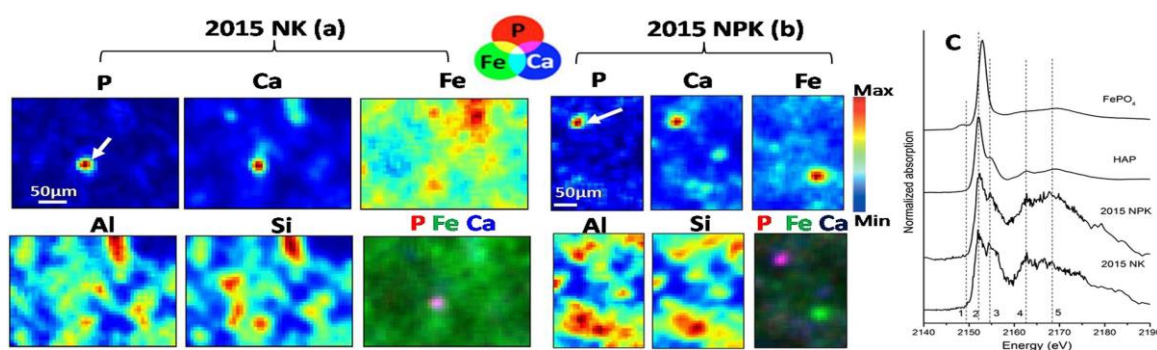 2015 NK (a)
P Fe Ca
2015 NPK (b)
C
P Ca Fe
P Ca Fe
Max
50µm
50µm
Min
Al Si P Fe Ca
Al Si P Fe Ca
Normalized absorption
FePO₄
HAP
2015 NPK
2015 NK
1 2 3 4 5
2140 2150 2160 2170 2180 2190
Energy (eV)